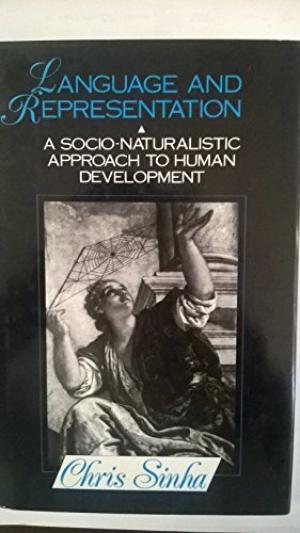 LANGUAGE AND
REPRESENTATION
A SOCIO-NATURALISTIC
APPROACH TO HUMAN
DEVELOPMENT
Chris Sinha